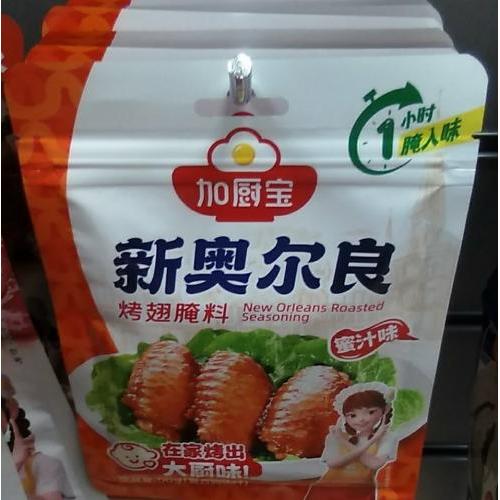 1小时
腌入味
加厨宝
新奥尔良
烤翅腌料
New Orleans Roasted
Seasoning
蜜汁味
在家烤出
大厨味!